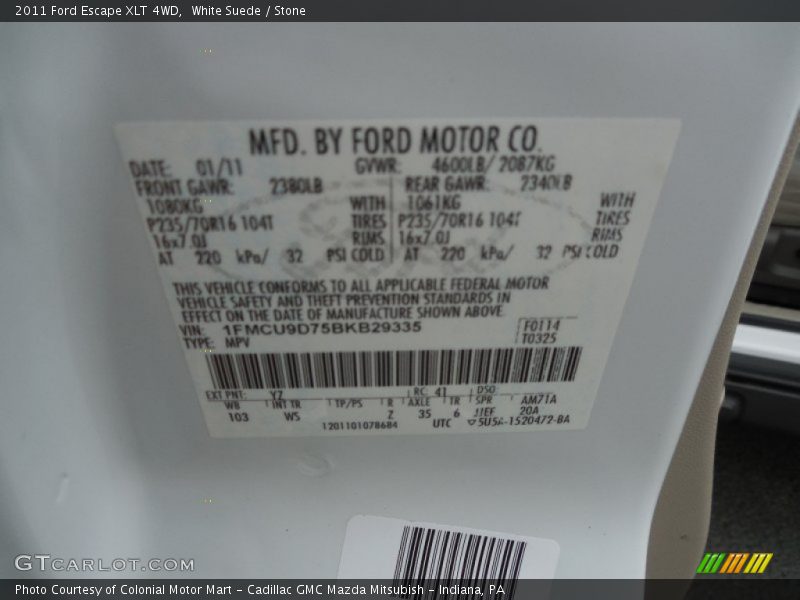 2011 Ford Escape XLT 4WD, White Suede / Stone
MFD. BY FORD MOTOR CO.
DATE: 01/11 GVWR: 4600LB/ 2087KG
FRONT GAWR: 2380LB REAR GAWR: 2340LB
1080KG WITH 1061KG WITH
P235/70R16 104T TIRES P235/70R16 104T TIRES
16x7.0J RIMS 16x7.0J RIMS
AT 220 kPa/ 32 PSI COLD AT 220 kPa/ 32 PSI COLD
THIS VEHICLE CONFORMS TO ALL APPLICABLE FEDERAL MOTOR
VEHICLE SAFETY AND THEFT PREVENTION STANDARDS IN
EFFECT ON THE DATE OF MANUFACTURE SHOWN ABOVE.
VIN: 1FMCU9D75BKB29335 F0114
TYPE: MPV T0325
EXT PNT: YZ RC: 41 DSO:
WB INT TR TP/PS R AXLE TR SPR AM71A
103 WS Z 35 6 JJEF 20A
1201101078684 UTC ▽5U5A-1520472-BA
GTCARLOT.COM
Photo Courtesy of Colonial Motor Mart - Cadillac GMC Mazda Mitsubish - Indiana, PA